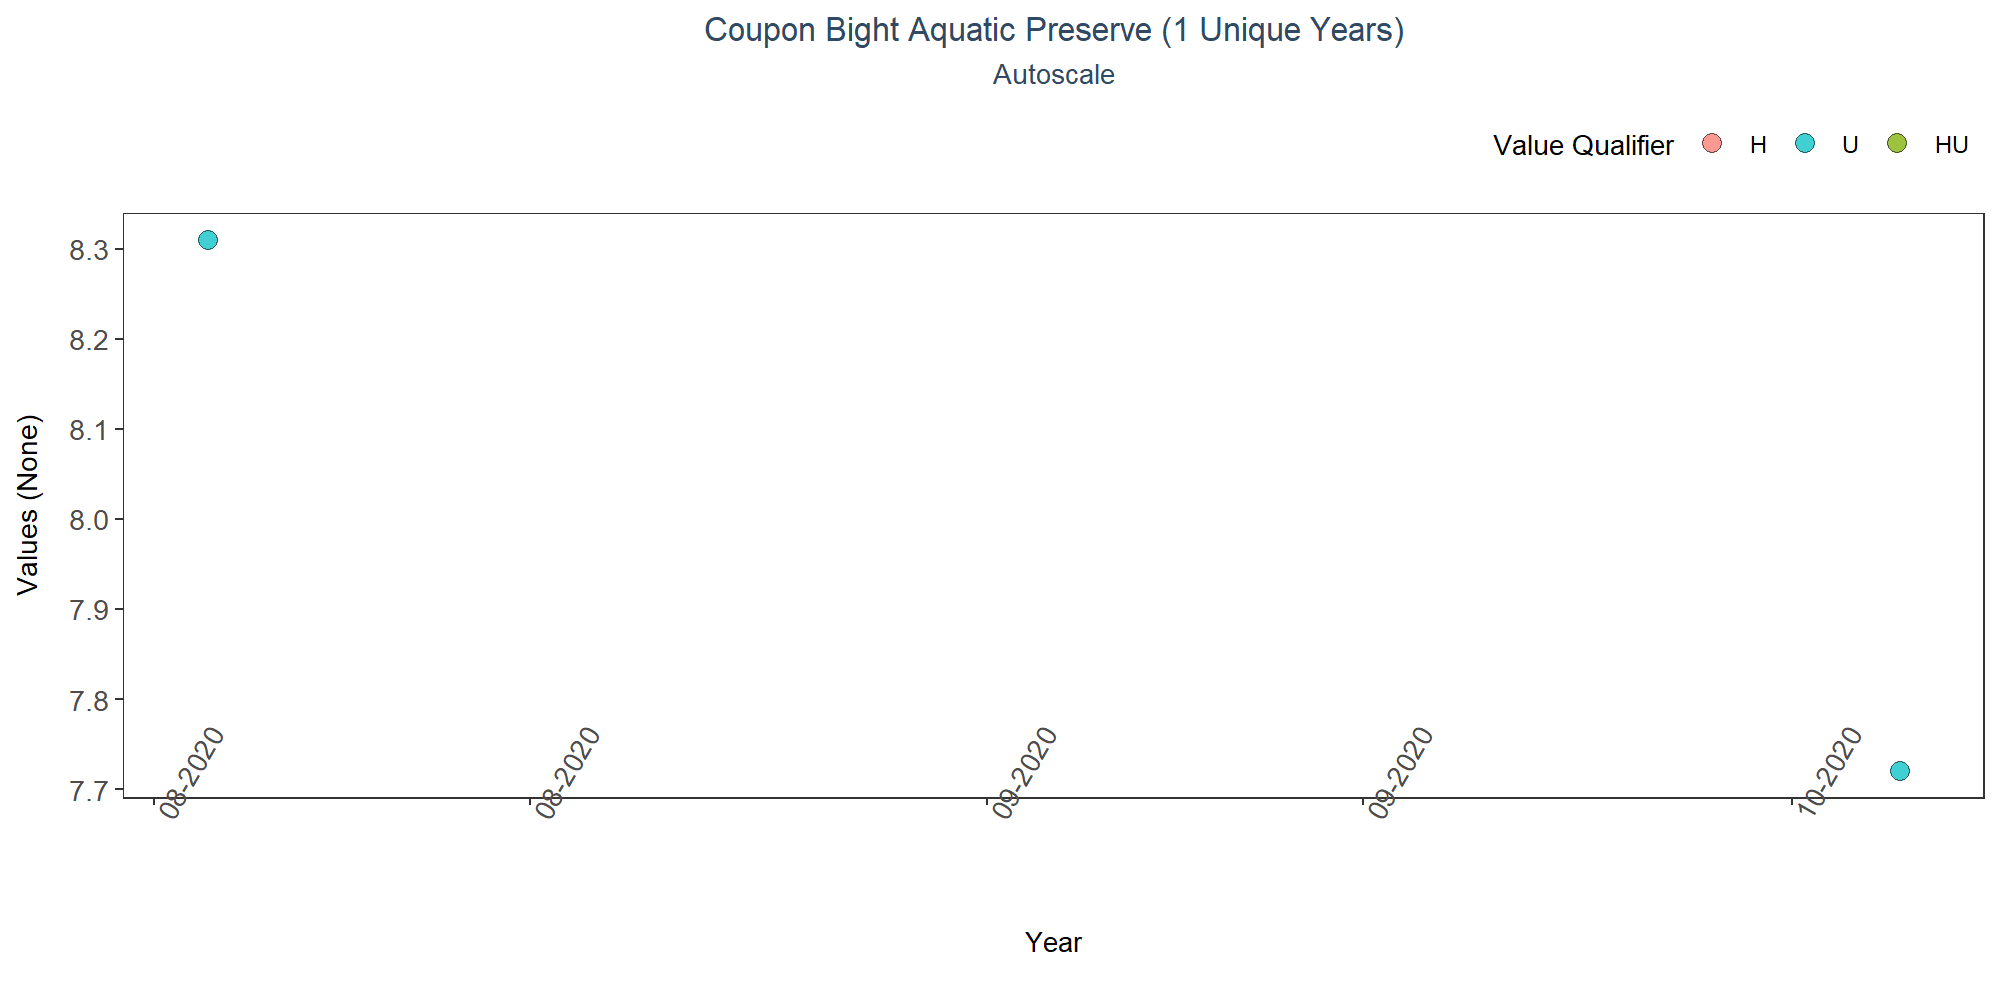 Coupon Bight Aquatic Preserve (1 Unique Years)
Autoscale
Value Qualifier H U HU
8.3
8.2
8.1
8.0
7.9
7.8
7.7
Values (None)
08-2020 08-2020 09-2020 09-2020 10-2020
Year